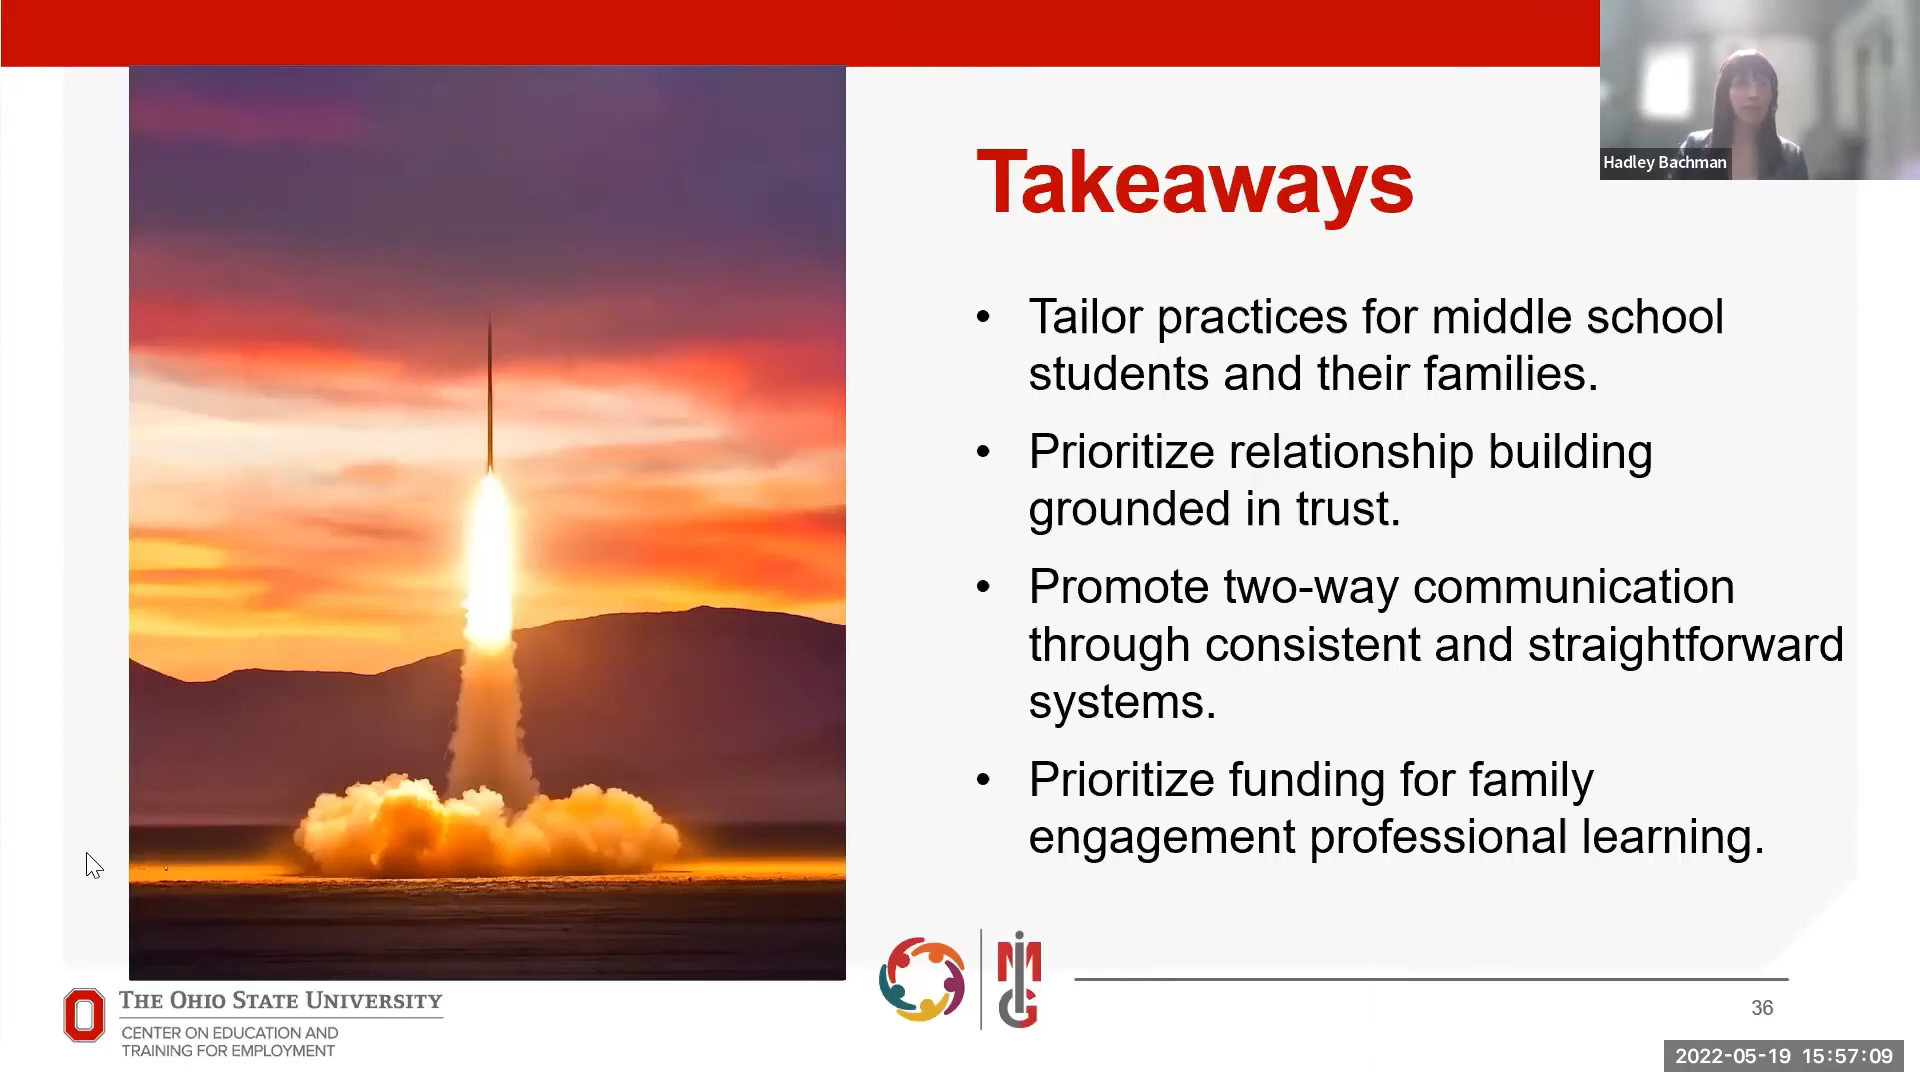 Hadley Bachman
Takeaways
• Tailor practices for middle school
students and their families.
• Prioritize relationship building
grounded in trust.
• Promote two-way communication
through consistent and straightforward
systems.
• Prioritize funding for family
engagement professional learning.
THE OHIO STATE UNIVERSITY
CENTER ON EDUCATION AND
TRAINING FOR EMPLOYMENT
MiG
36
2022-05-19 15:57:09